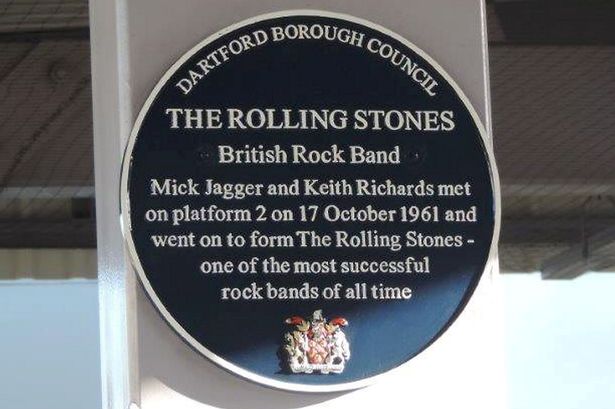 DARTFORD BOROUGH COUNCIL
THE ROLLING STONES
British Rock Band
Mick Jagger and Keith Richards met
on platform 2 on 17 October 1961 and
went on to form The Rolling Stones -
one of the most successful
rock bands of all time